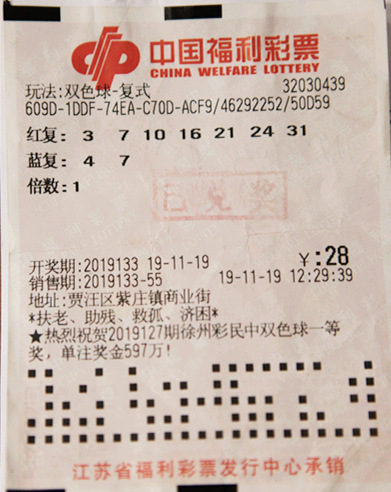 中国福利彩票
CHINA WELFARE LOTTERY
玩法:双色球-复式 32030439
609D-1DDF-74EA-C70D-ACF9/46292252/50D59
红复: 3 7 10 16 21 24 31
蓝复: 4 7
倍数:1
已兑奖
开奖期:2019133 19-11-19 ￥:28
销售期:2019133-55 19-11-19 12:29:39
地址:贾汪区紫庄镇商业街
*扶老、助残、救孤、济困*
★热烈祝贺2019127期徐州彩民中双色球一等
奖，单注奖金597万!
江苏省福利彩票发行中心承销